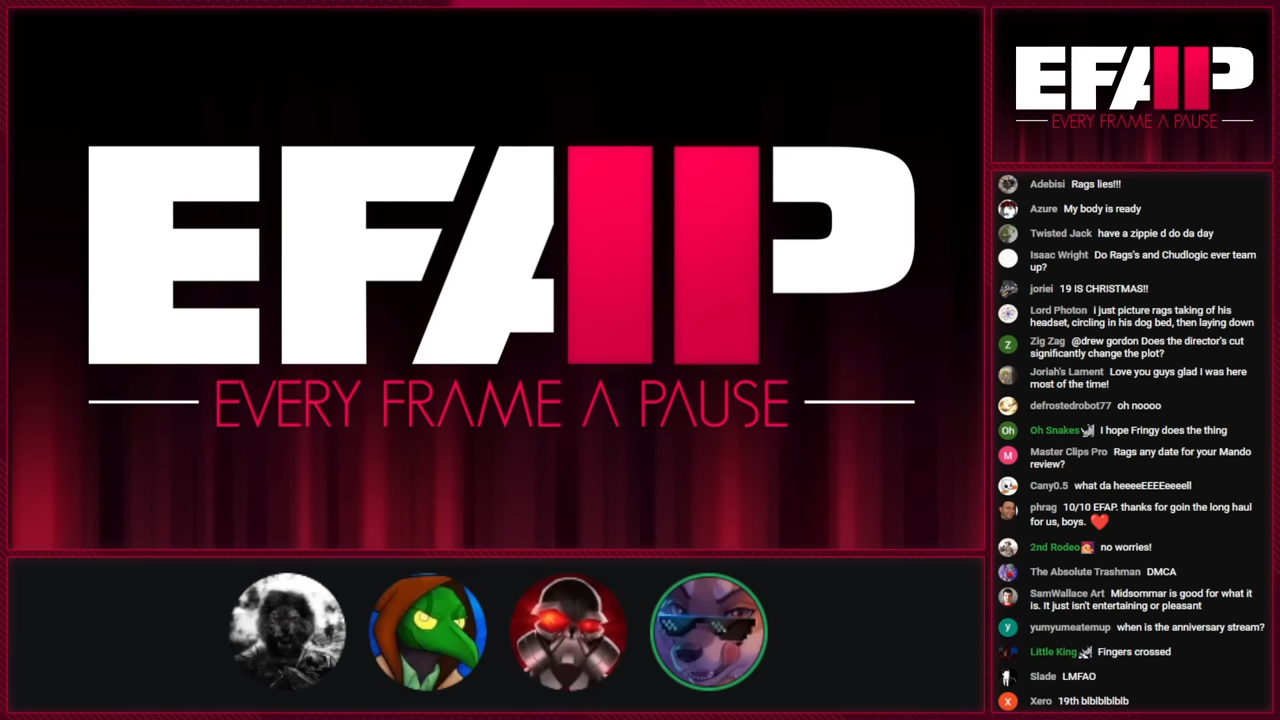 EFAP
EVERY FRAME A PAUSE
EFAP
EVERY FRAME A PAUSE
Adebisi Rags lies!!!
Azure My body is ready
Twisted Jack have a zippie d do da day
Isaac Wright Do Rags's and Chudlogic ever team
up?
joriei 19 IS CHRISTMAS!!
Lord Photon i just picture rags taking of his
headset, circling in his dog bed, then laying down
Z
Zig Zag @drew gordon Does the director's cut
significantly change the plot?
Joriah's Lament Love you guys glad I was here
most of the time!
defrostedrobot77 oh noooo
Oh
Oh Snakes I hope Fringy does the thing
M
Master Clips Pro Rags any date for your Mando
review?
Cany0.5 what da heeeeEEEEeeeell
phrag 10/10 EFAP. thanks for goin the long haul
for us, boys. ❤️
2nd Rodeo no worries!
The Absolute Trashman DMCA
SamWallace Art Midsommar is good for what it
is. It just isn't entertaining or pleasant
y
yumyumeatemup when is the anniversary stream?
Little King Fingers crossed
Slade LMFAO
X
Xero 19th blblblblblb